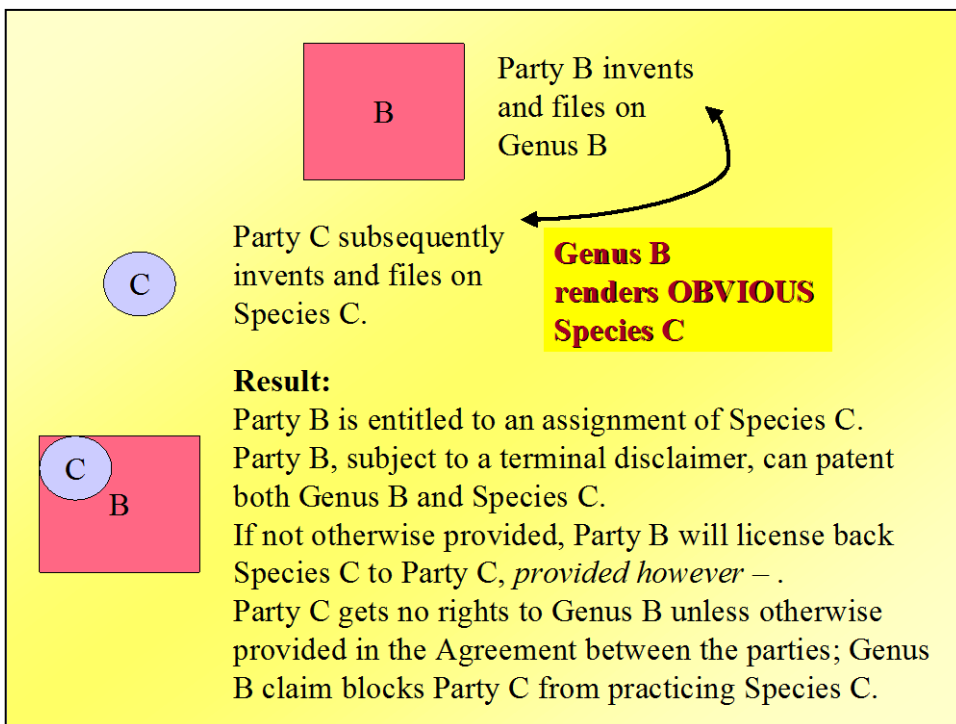 B
Party B invents
and files on
Genus B
Party C subsequently
invents and files on
Species C.
C
Genus B
renders OBVIOUS
Species C
Result:
Party B is entitled to an assignment of Species C.
Party B, subject to a terminal disclaimer, can patent
both Genus B and Species C.
If not otherwise provided, Party B will license back
Species C to Party C, provided however – .
Party C gets no rights to Genus B unless otherwise
provided in the Agreement between the parties; Genus
B claim blocks Party C from practicing Species C.
C
B